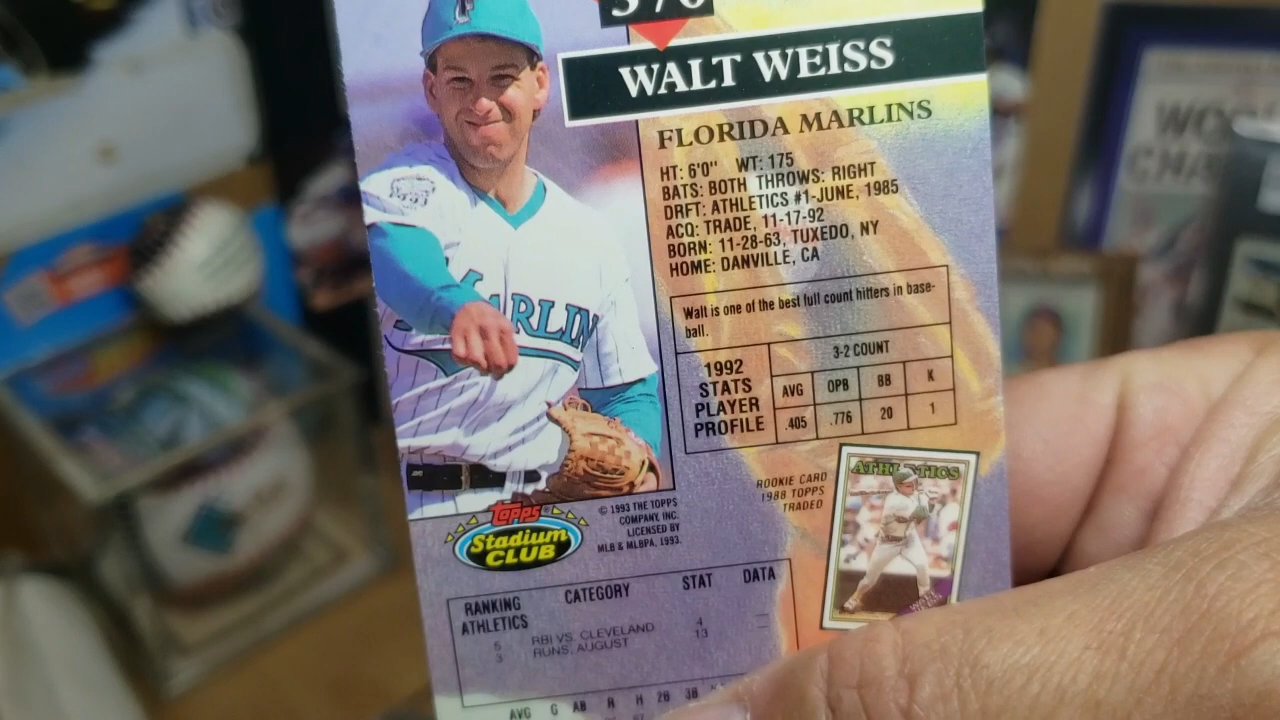 WALT WEISS
FLORIDA MARLINS
HT: 6'0" WT: 175
BATS: BOTH THROWS: RIGHT
DRFT: ATHLETICS #1-JUNE, 1985
ACQ: TRADE, 11-17-92
BORN: 11-28-63, TUXEDO, NY
HOME: DANVILLE, CA
Walt is one of the best full count hitters in base-
ball.
1992
STATS
PLAYER
PROFILE
3-2 COUNT
AVG OPB BB K
.405 .776 20 1
MARLIN
ROOKIE CARD
1988 TOPPS
TRADED
ATHLETICS
Topps
Stadium
CLUB
© 1993 THE TOPPS
COMPANY, INC.
LICENSED BY
MLB & MLBPA, 1993.
RANKING CATEGORY STAT DATA
ATHLETICS
5 RBI VS. CLEVELAND 4 —
3 RUNS, AUGUST 13 —
AVG G AB R H 2B 3B